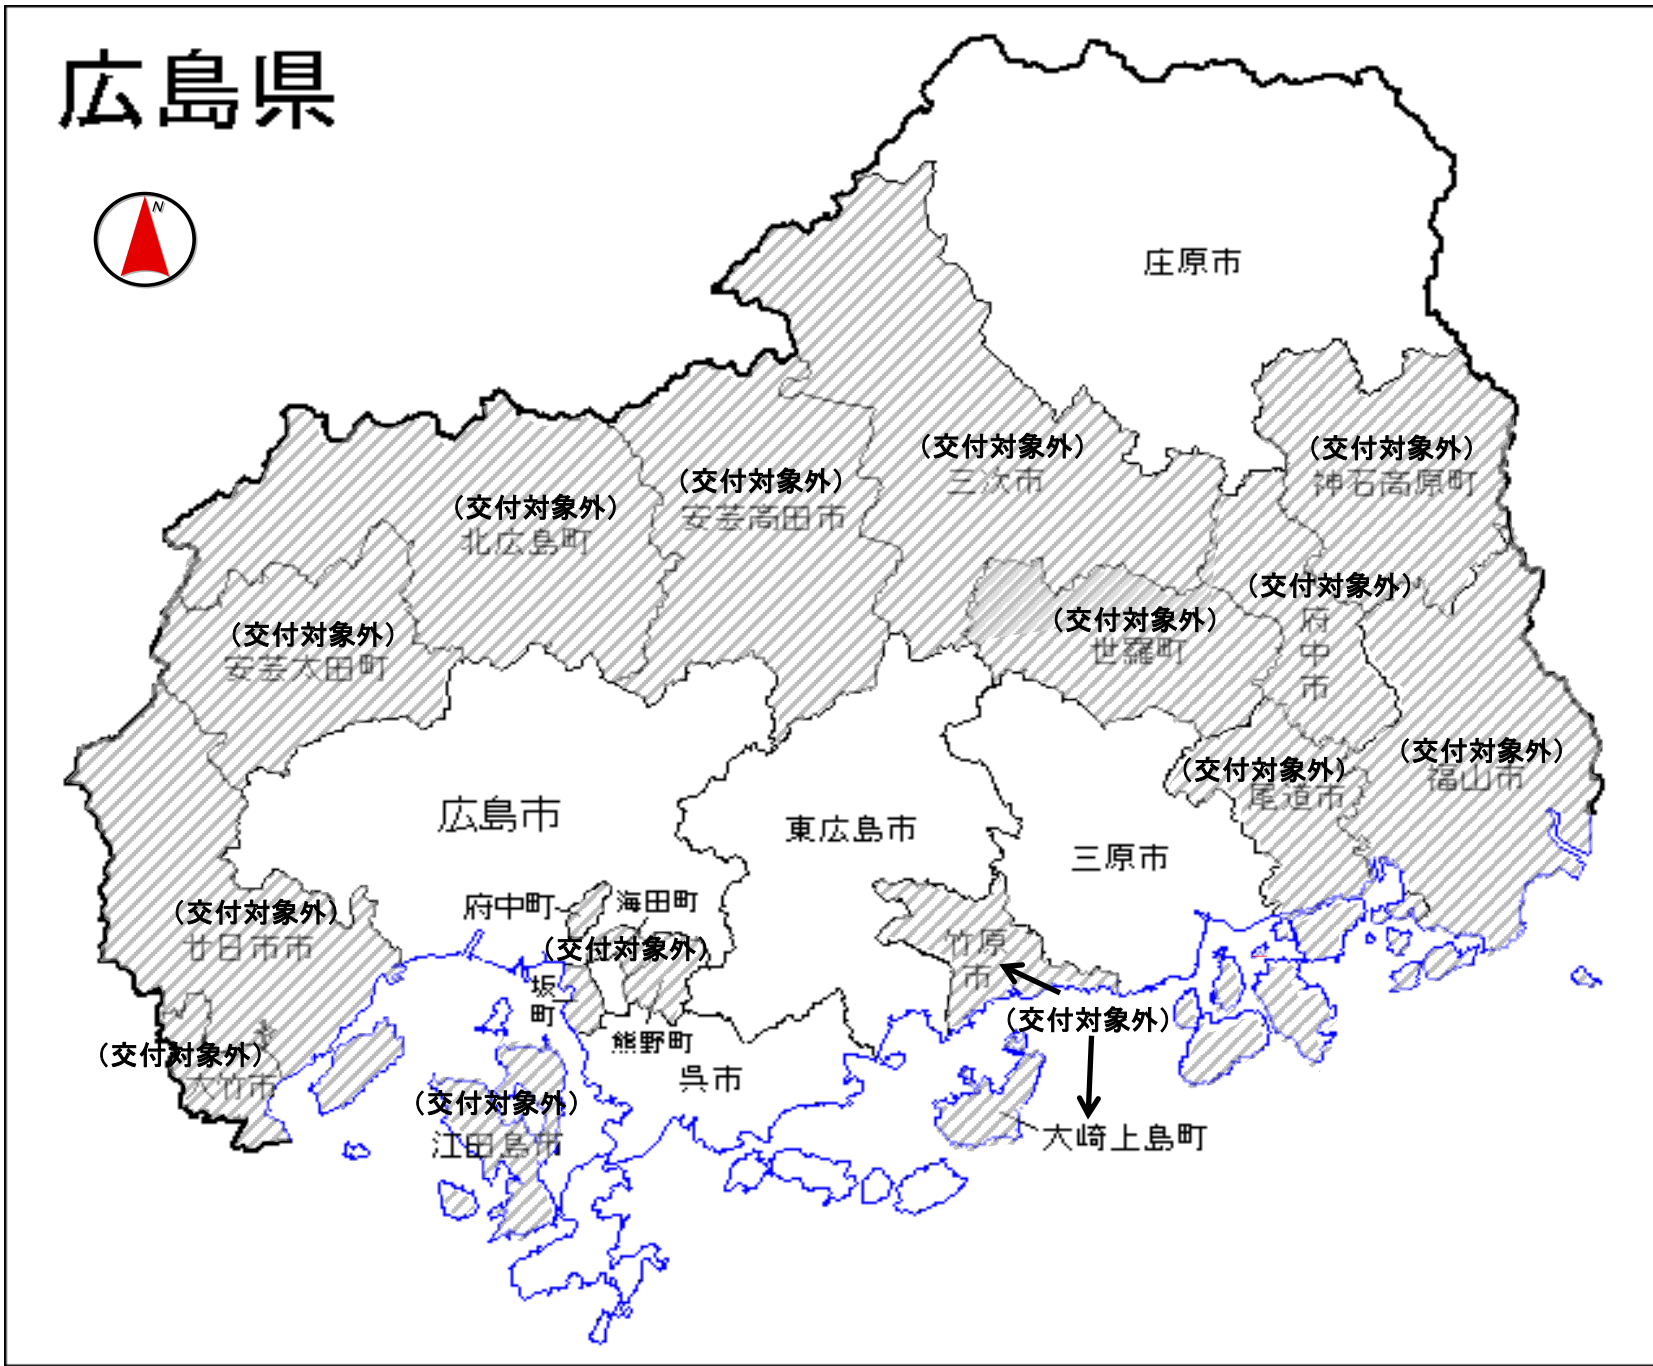 広島県
N
庄原市
(交付対象外)
三次市
(交付対象外)
神石高原町
(交付対象外)
安芸高田市
(交付対象外)
北広島町
(交付対象外)
府中市
(交付対象外)
世羅町
(交付対象外)
安芸太田町
(交付対象外)
福山市
(交付対象外)
尾道市
広島市
東広島市
三原市
府中町
海田町
(交付対象外)
廿日市市
(交付対象外)
坂町
熊野町
竹原市
(交付対象外)
(交付対象外)
大竹市
呉市
(交付対象外)
江田島市
大崎上島町